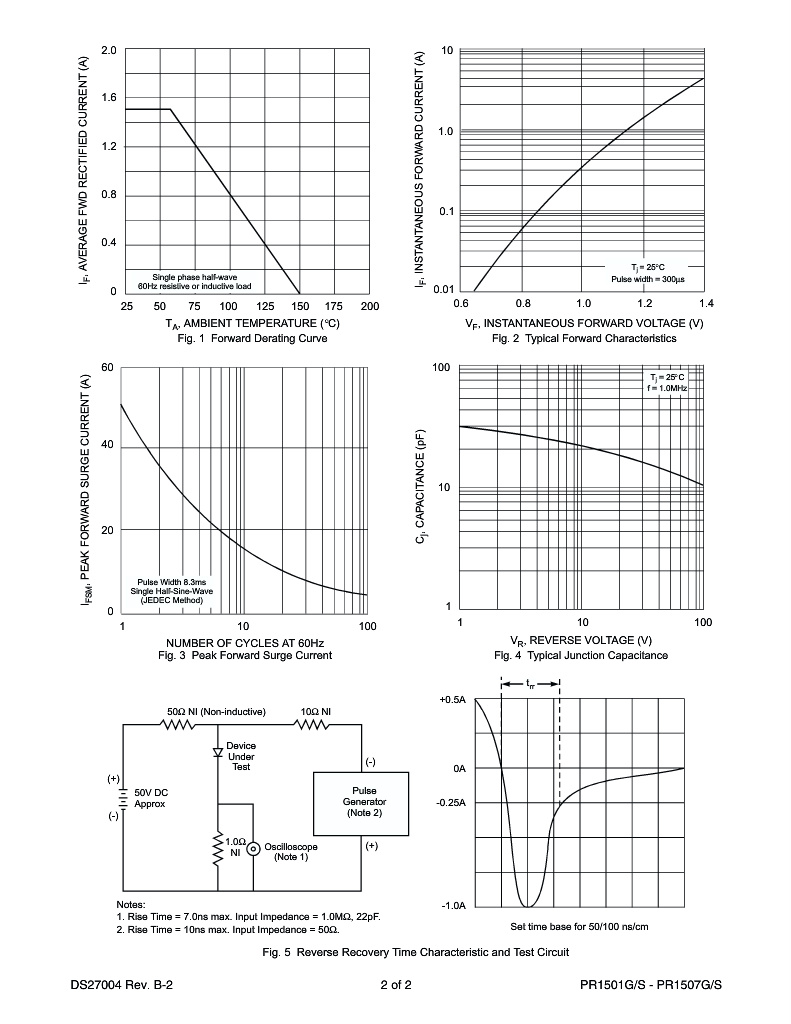 2.0
1.6
1.2
0.8
0.4
0
I_F, AVERAGE FWD RECTIFIED CURRENT (A)
Single phase half-wave
60Hz resistive or inductive load
25 50 75 100 125 150 175 200
T_A, AMBIENT TEMPERATURE (°C)
Fig. 1 Forward Derating Curve
10
1.0
0.1
0.01
I_F, INSTANTANEOUS FORWARD CURRENT (A)
T_j = 25°C
Pulse width = 300µs
0.6 0.8 1.0 1.2 1.4
V_F, INSTANTANEOUS FORWARD VOLTAGE (V)
Fig. 2 Typical Forward Characteristics
60
40
20
0
I_FSM, PEAK FORWARD SURGE CURRENT (A)
Pulse Width 8.3ms
Single Half-Sine-Wave
(JEDEC Method)
1 10 100
NUMBER OF CYCLES AT 60Hz
Fig. 3 Peak Forward Surge Current
100
10
1
C_j, CAPACITANCE (pF)
T_j = 25°C
f = 1.0MHz
1 10 100
V_R, REVERSE VOLTAGE (V)
Fig. 4 Typical Junction Capacitance
50Ω NI (Non-inductive)
10Ω NI
Device
Under
Test
(+)
50V DC
Approx
(-)
(-)
Pulse
Generator
(Note 2)
(+)
1.0Ω
NI
Oscilloscope
(Note 1)
Notes:
1. Rise Time = 7.0ns max. Input Impedance = 1.0MΩ, 22pF.
2. Rise Time = 10ns max. Input Impedance = 50Ω.
t_rr
+0.5A
0A
-0.25A
-1.0A
Set time base for 50/100 ns/cm
Fig. 5 Reverse Recovery Time Characteristic and Test Circuit
DS27004 Rev. B-2
2 of 2
PR1501G/S - PR1507G/S